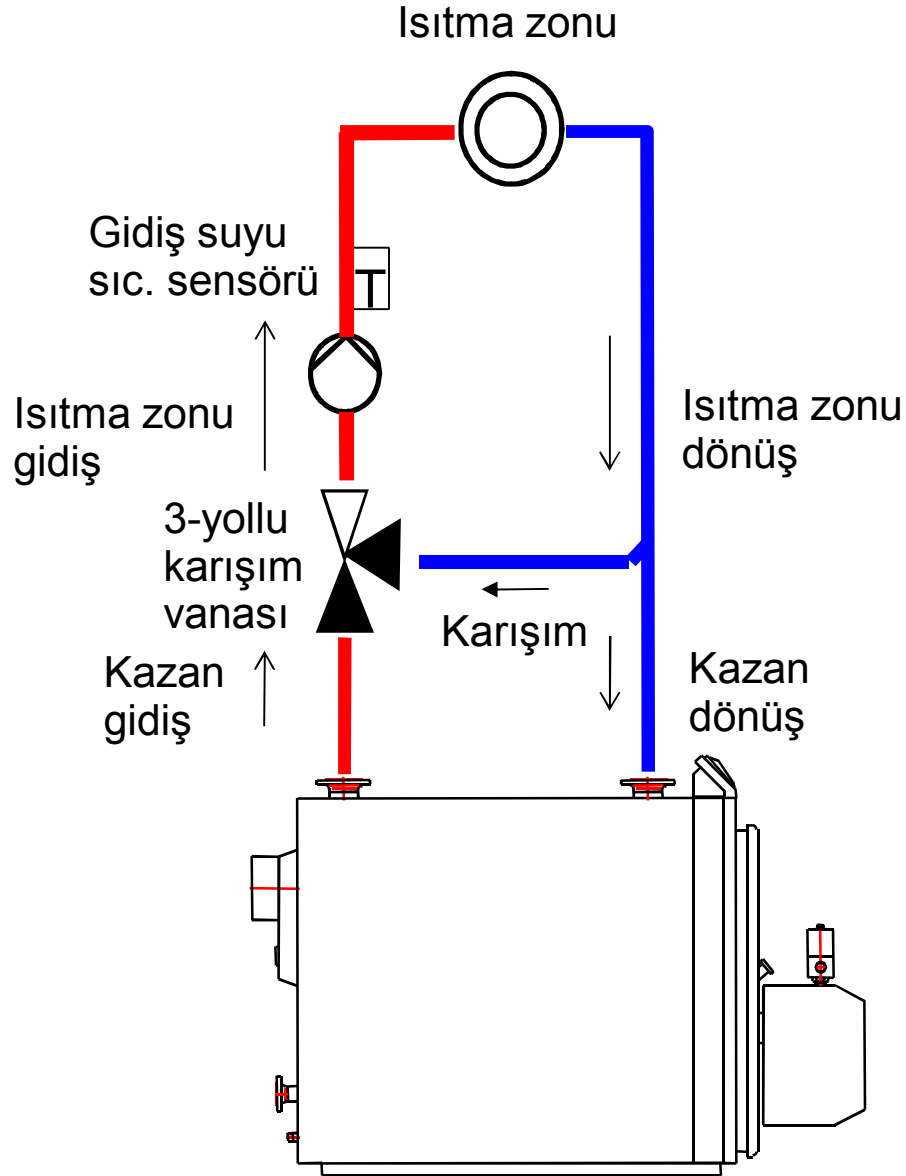 Isıtma zonu
Gidiş suyu
sıc. sensörü
T
Isıtma zonu
gidiş
Isıtma zonu
dönüş
3-yollu
karışım
vanası
Karışım
Kazan
gidiş
Kazan
dönüş